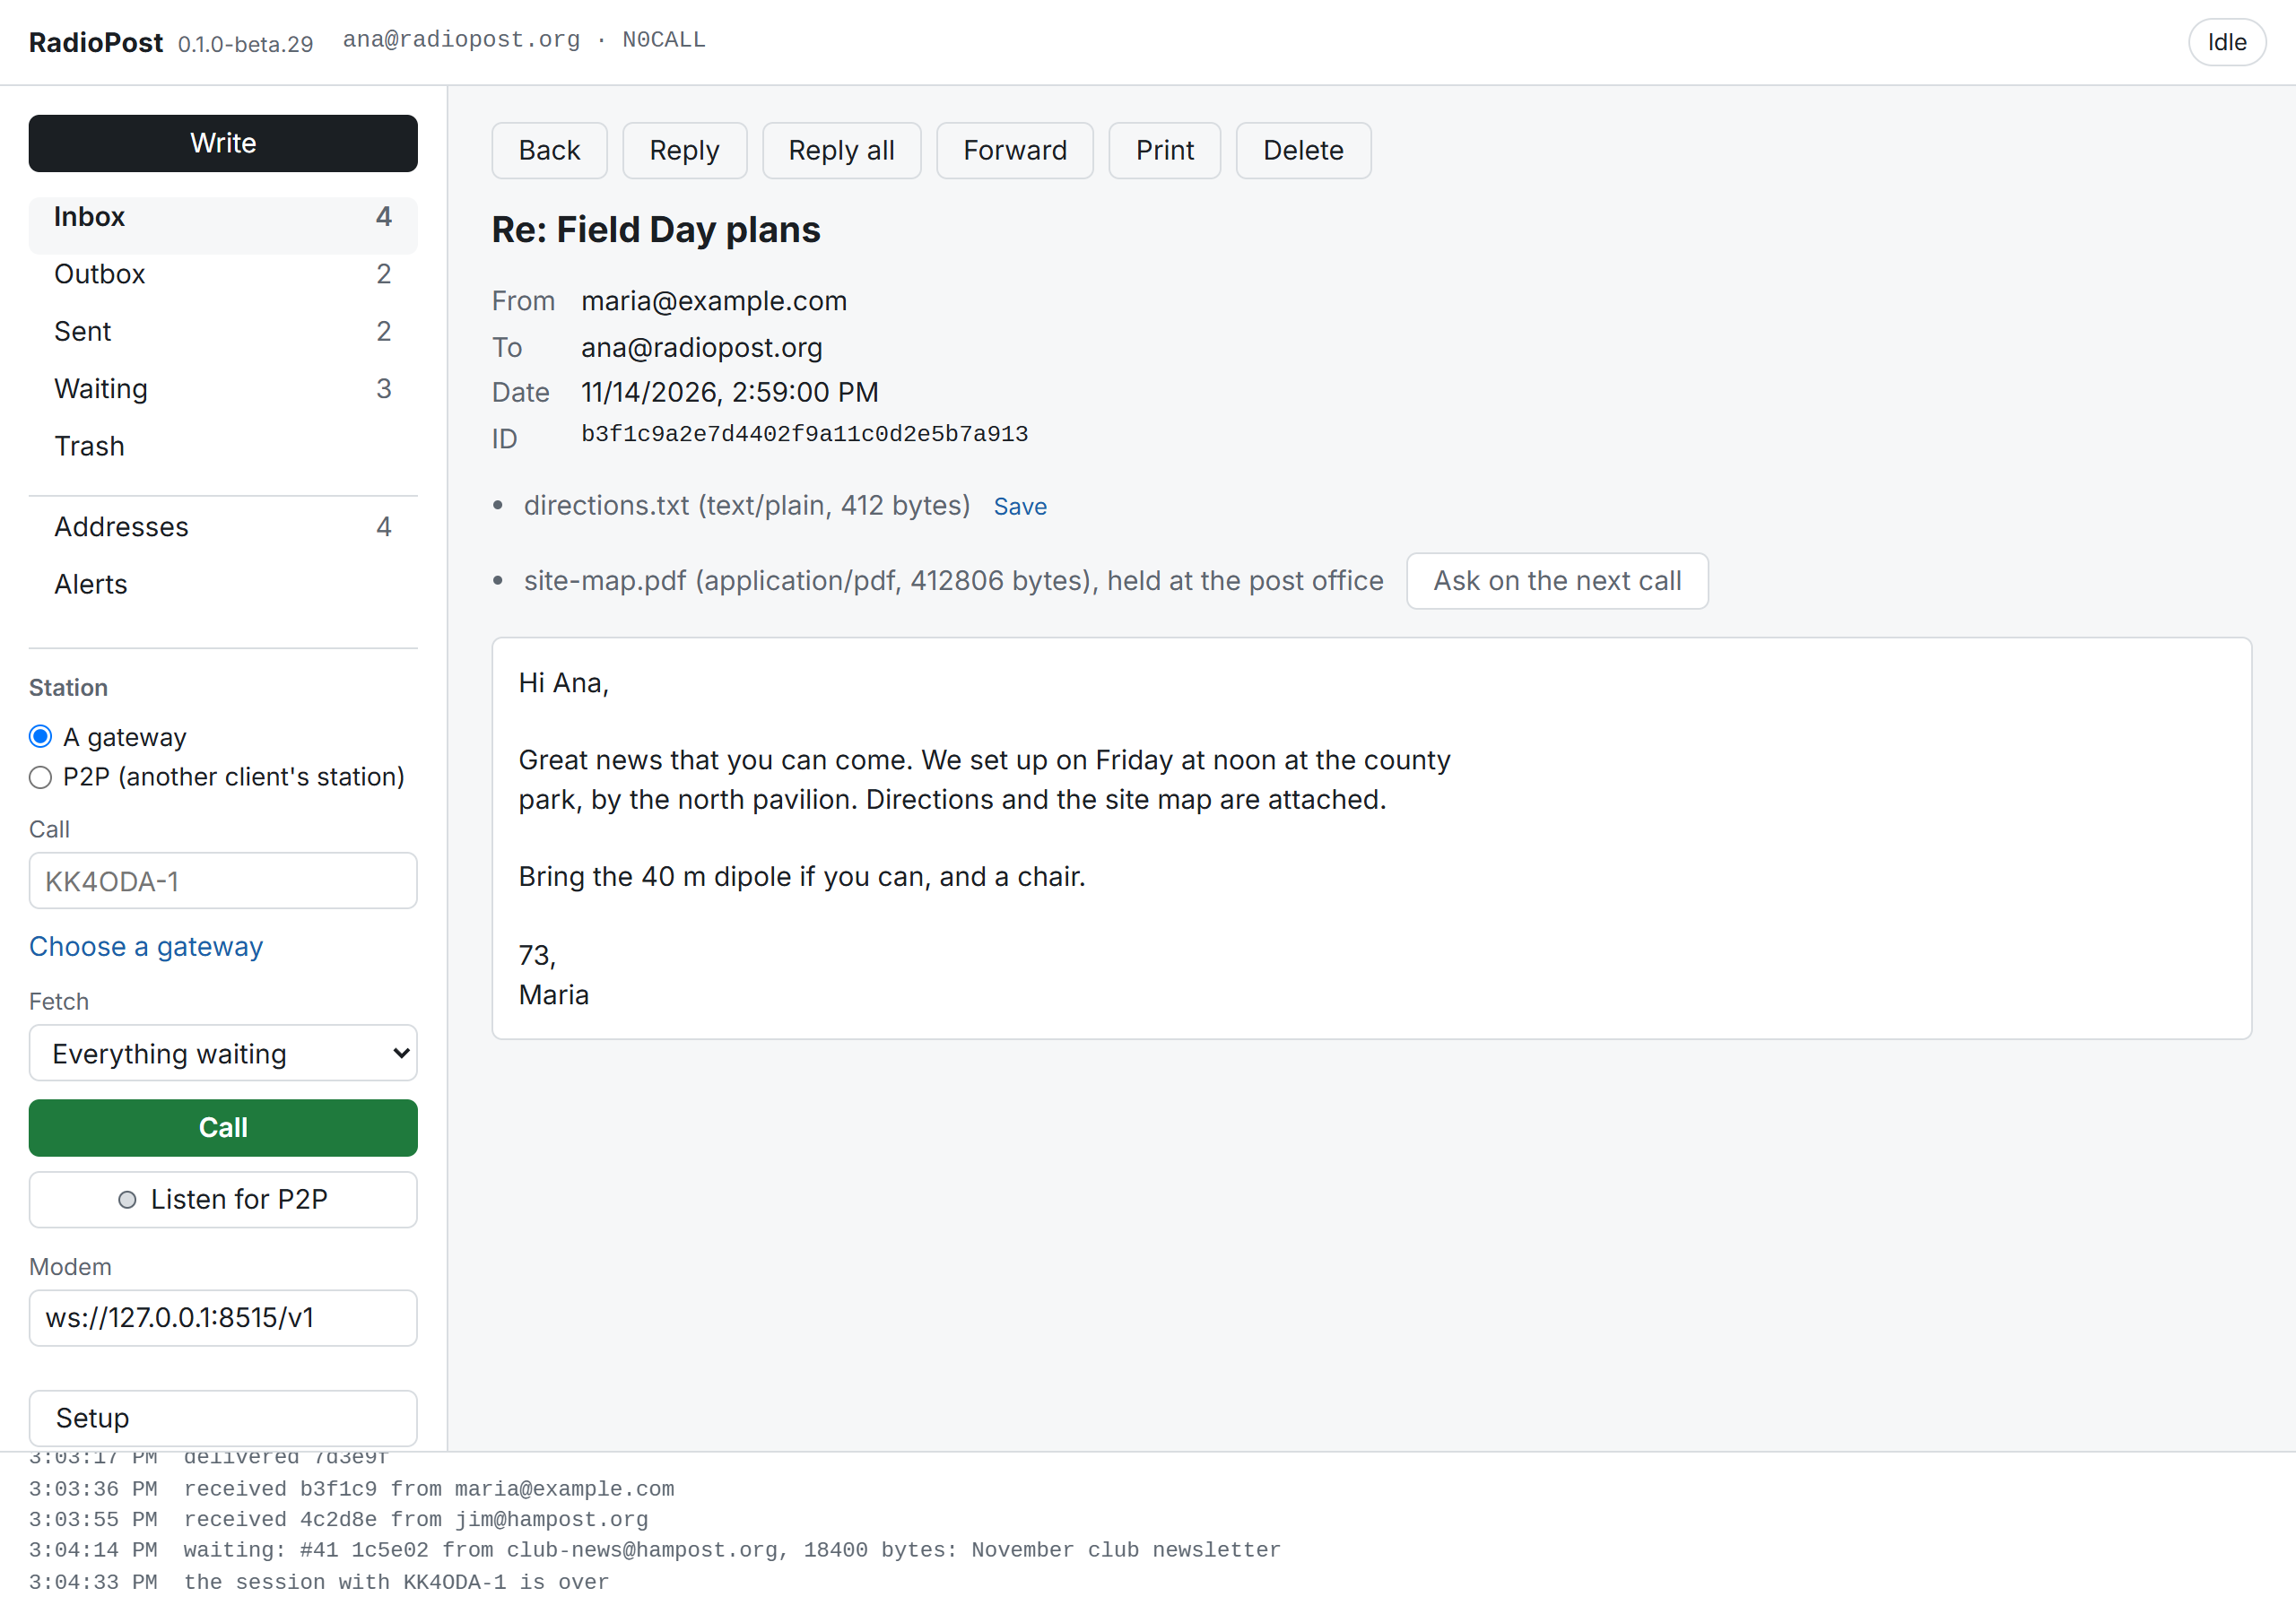 RadioPost 0.1.0-beta.29 ana@radiopost.org · N0CALL
Idle
Write
Inbox 4
Outbox 2
Sent 2
Waiting 3
Trash
Addresses 4
Alerts
Station
A gateway
P2P (another client's station)
Call
KK4ODA-1
Choose a gateway
Fetch
Everything waiting
Call
Listen for P2P
Modem
ws://127.0.0.1:8515/v1
Setup
Back Reply Reply all Forward Print Delete
Re: Field Day plans
From maria@example.com
To ana@radiopost.org
Date 11/14/2026, 2:59:00 PM
ID b3f1c9a2e7d4402f9a11c0d2e5b7a913
• directions.txt (text/plain, 412 bytes) Save
• site-map.pdf (application/pdf, 412806 bytes), held at the post office Ask on the next call
Hi Ana,
Great news that you can come. We set up on Friday at noon at the county
park, by the north pavilion. Directions and the site map are attached.
Bring the 40 m dipole if you can, and a chair.
73,
Maria
3:03:17 PM delivered 7d3e9f
3:03:36 PM received b3f1c9 from maria@example.com
3:03:55 PM received 4c2d8e from jim@hampost.org
3:04:14 PM waiting: #41 1c5e02 from club-news@hampost.org, 18400 bytes: November club newsletter
3:04:33 PM the session with KK4ODA-1 is over